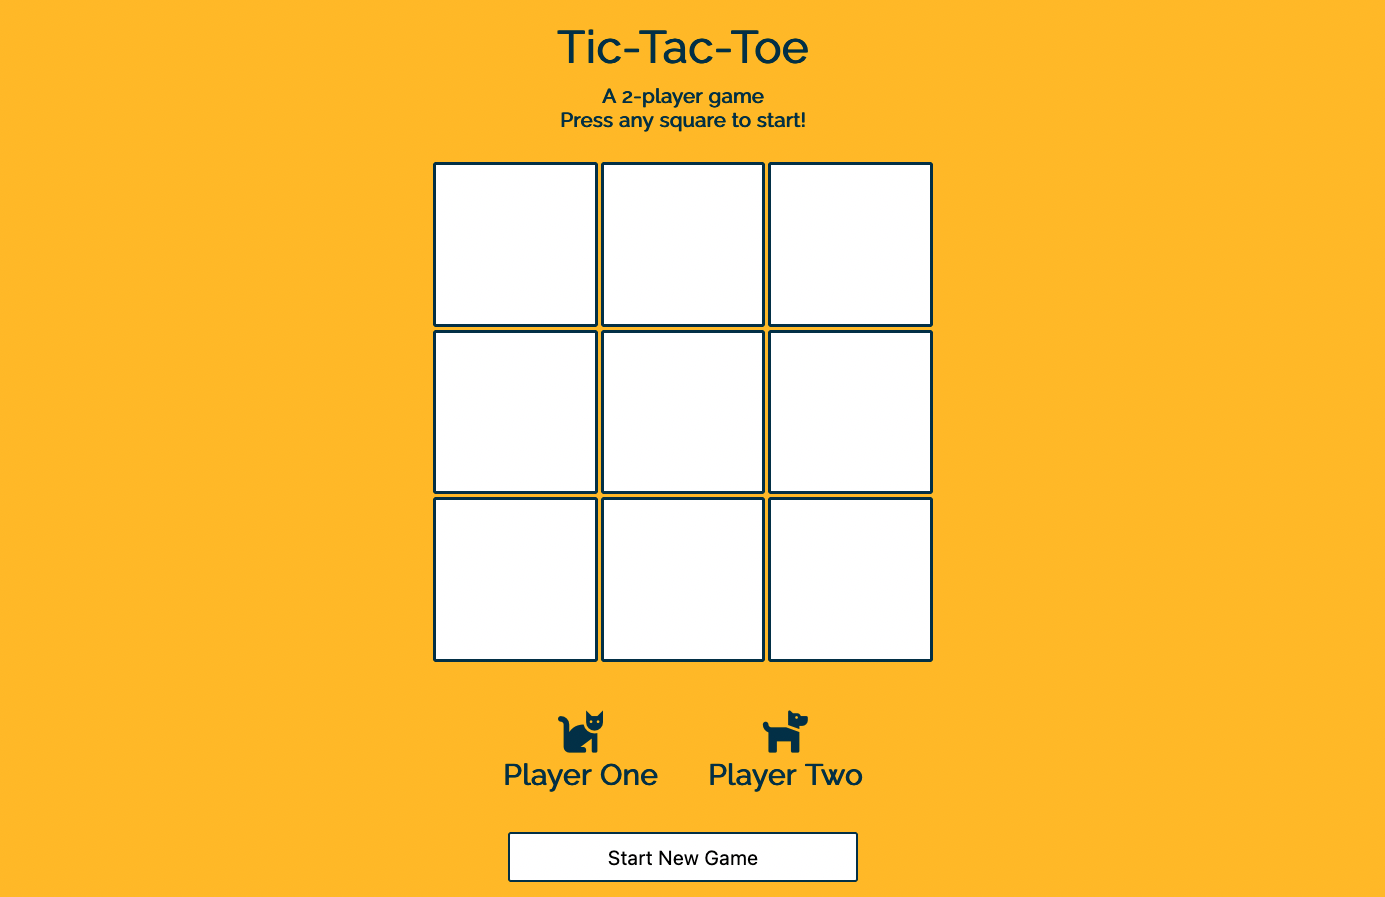 Tic-Tac-Toe
A 2-player game
Press any square to start!
Player One
Player Two
Start New Game